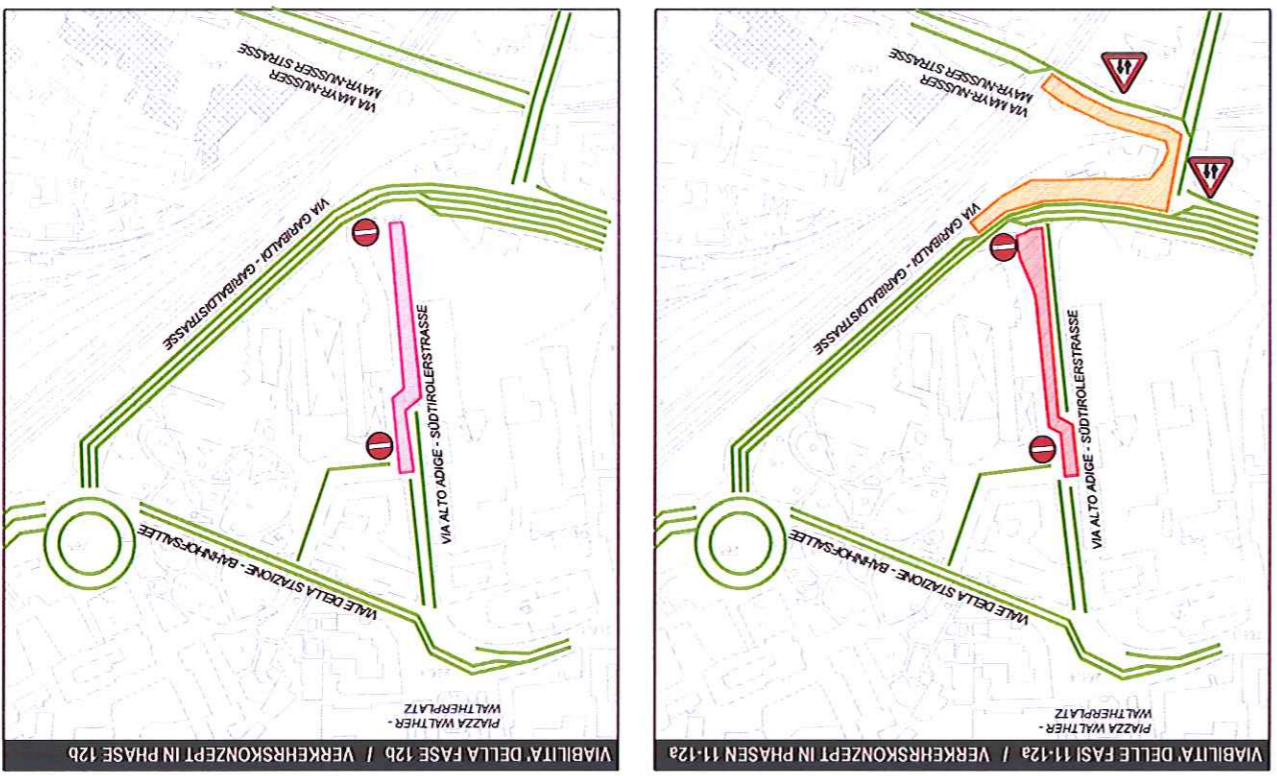 VIABILITA' DELLE FASI 11-12a / VERKEHRSKONZEPT IN PHASEN 11-12a
PIAZZA WALTHER -
WALTHERPLATZ
VIALE DELLA STAZIONE - BAHNHOFSALLEE
VIA ALTO ADIGE - SÜDTIROLERSTRASSE
VIA GARIBALDI - GARIBALDISTRASSE
VIA MAYR-NUSSER
MAYR-NUSSER STRASSE
VIABILITA' DELLA FASE 12b / VERKEHRSKONZEPT IN PHASE 12b
PIAZZA WALTHER -
WALTHERPLATZ
VIALE DELLA STAZIONE - BAHNHOFSALLEE
VIA ALTO ADIGE - SÜDTIROLERSTRASSE
VIA GARIBALDI - GARIBALDISTRASSE
VIA MAYR-NUSSER
MAYR-NUSSER STRASSE